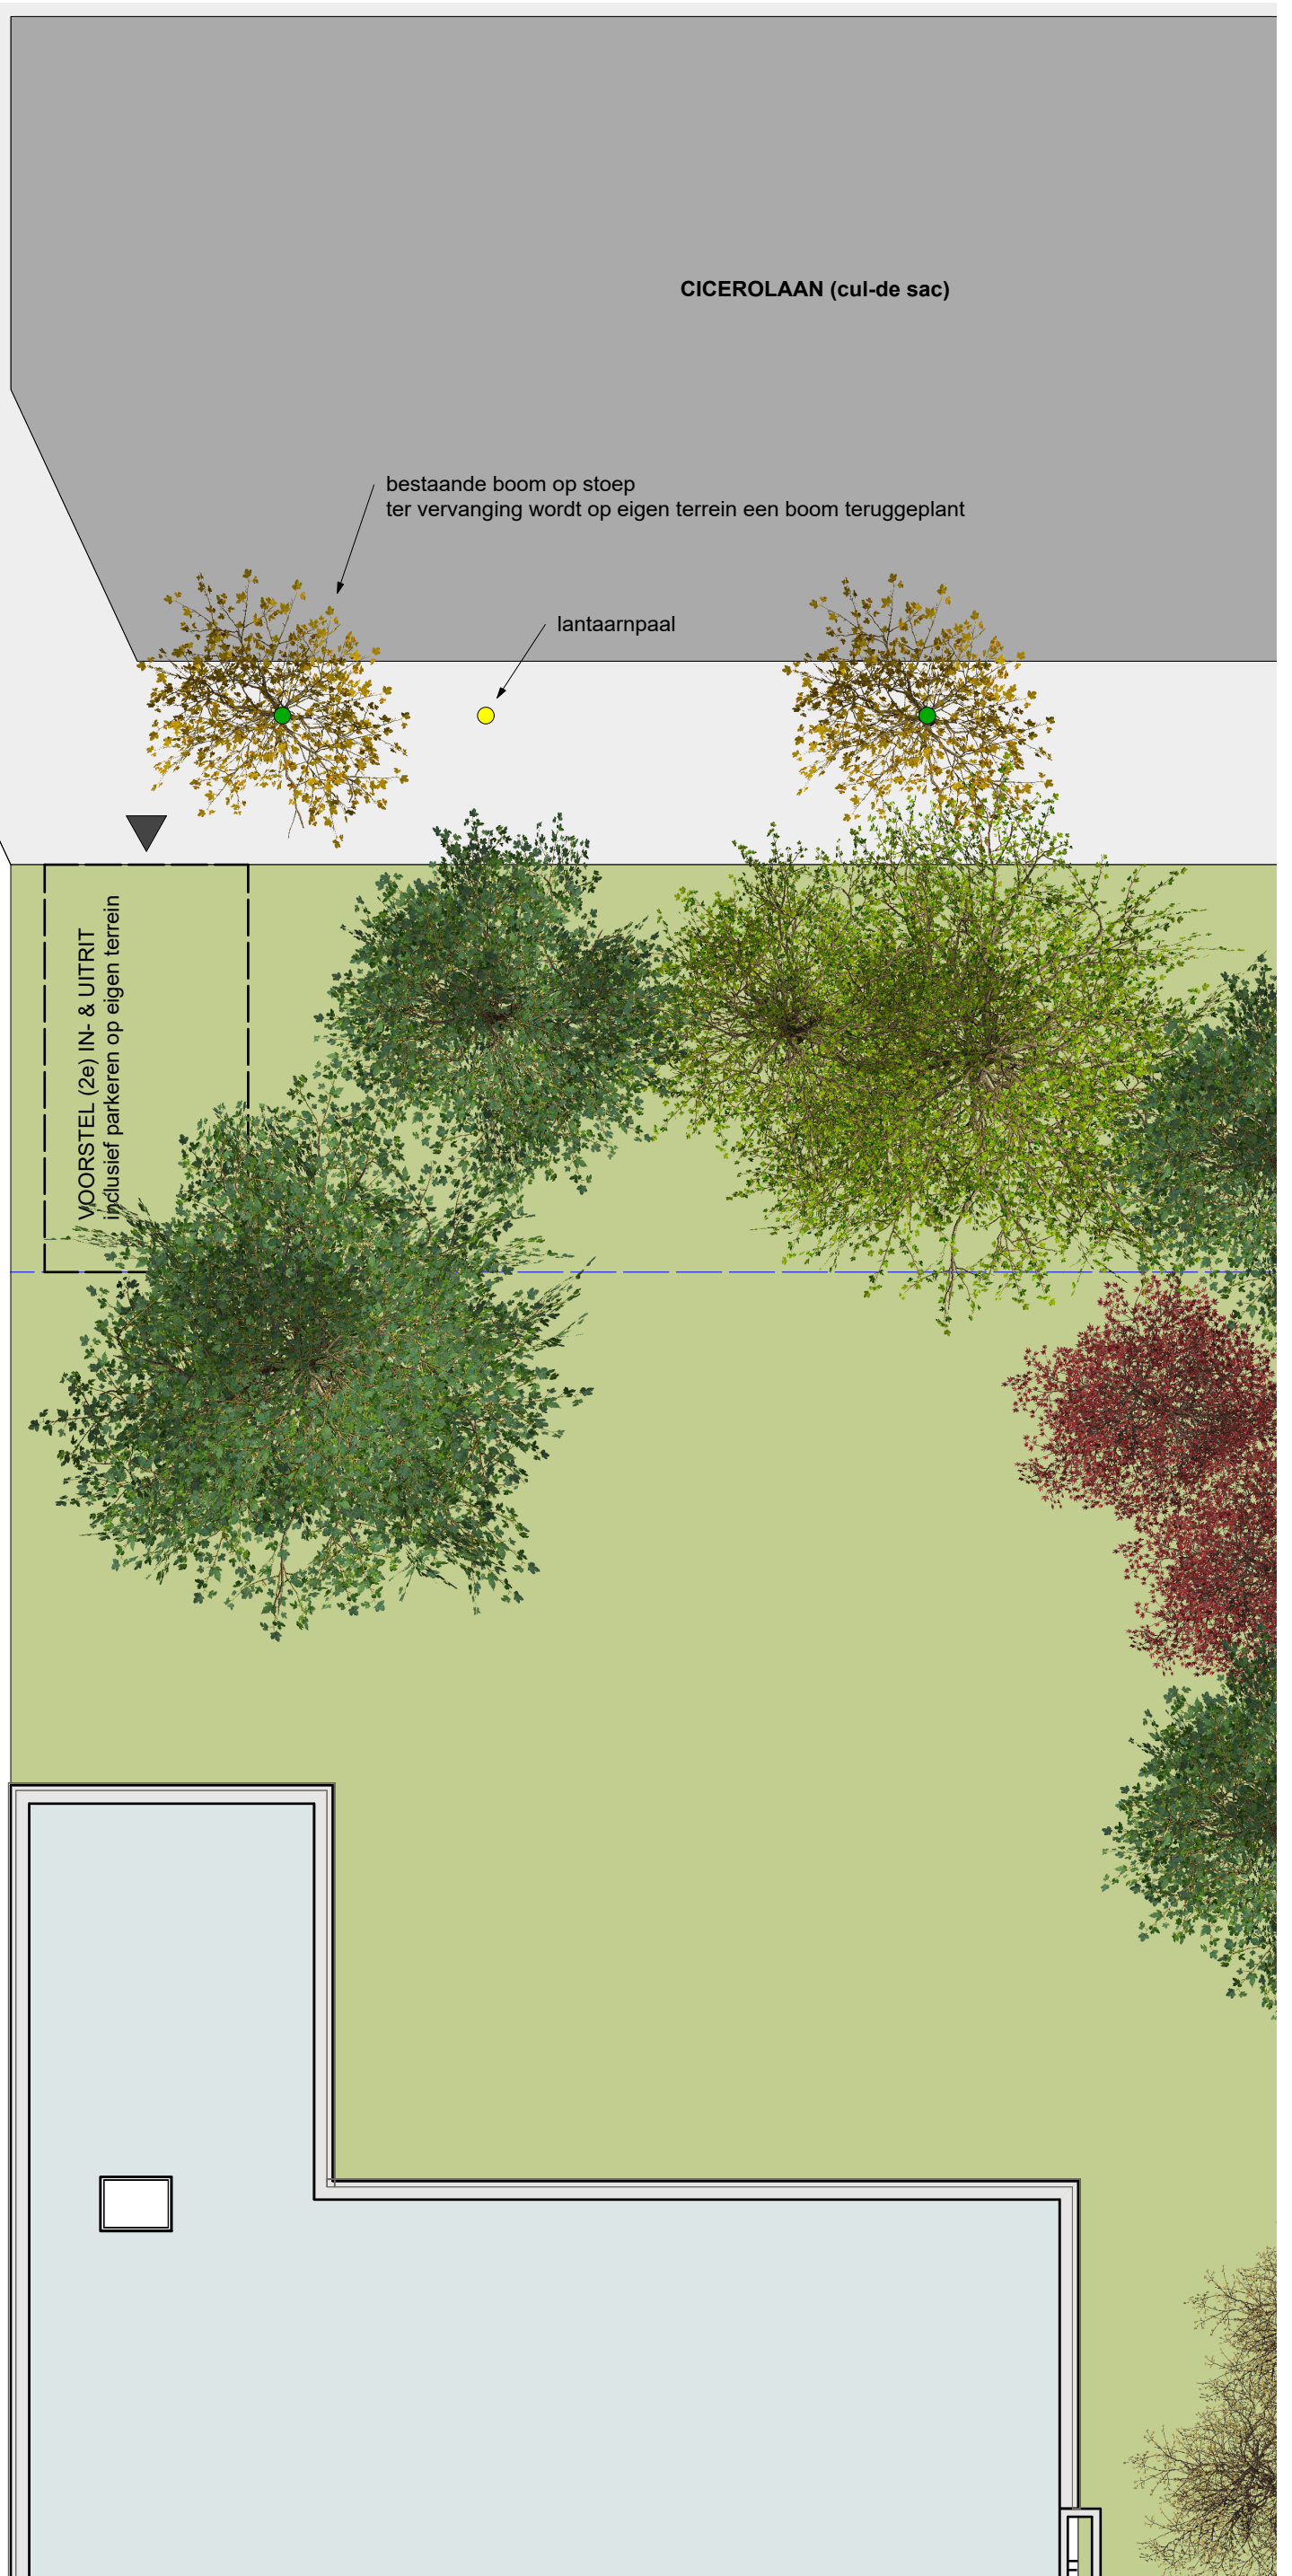 CICEROLAAN (cul-de sac)
bestaande boom op stoep
ter vervanging wordt op eigen terrein een boom teruggeplant
lantaarnpaal
VOORSTEL (2e) IN- & UITRIT
inclusief parkeren op eigen terrein